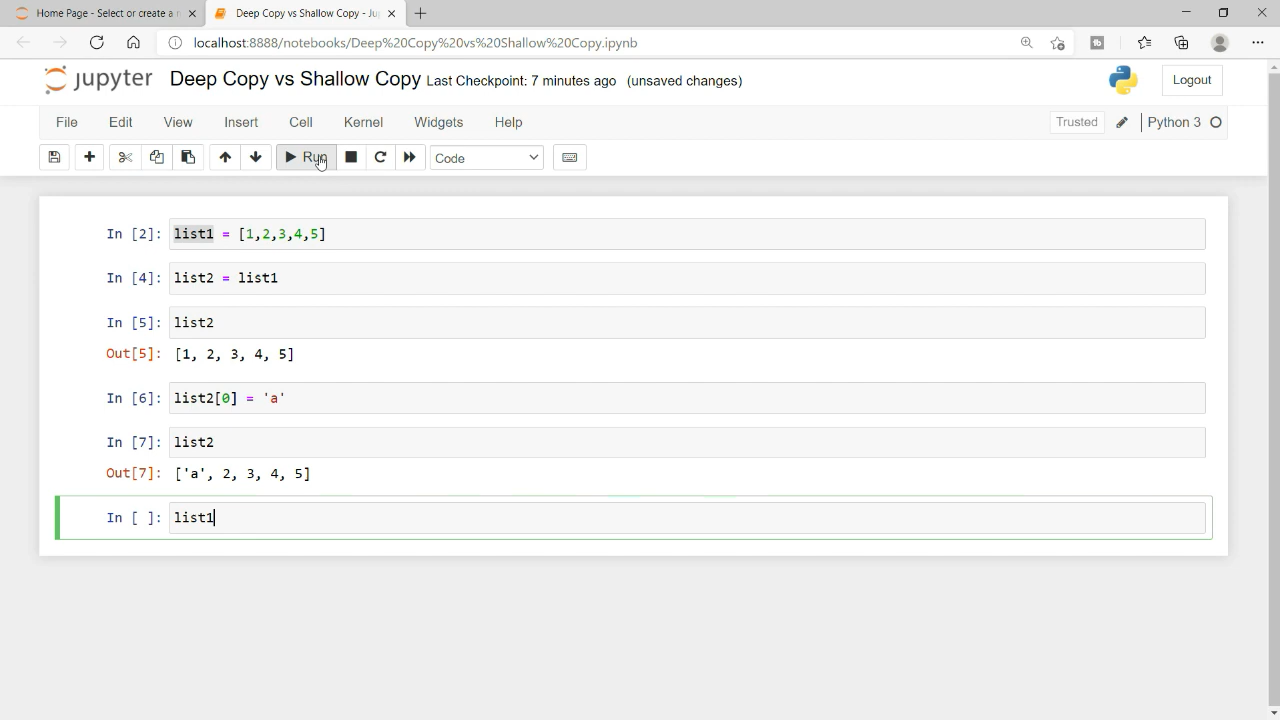 Home Page - Select or create a n
Deep Copy vs Shallow Copy - Ju
localhost:8888/notebooks/Deep%20Copy%20vs%20Shallow%20Copy.ipynb
jupyter Deep Copy vs Shallow Copy Last Checkpoint: 7 minutes ago (unsaved changes) Logout
File Edit View Insert Cell Kernel Widgets Help Trusted Python 3
Run Code
In [2]: list1 = [1,2,3,4,5]
In [4]: list2 = list1
In [5]: list2
Out[5]: [1, 2, 3, 4, 5]
In [6]: list2[0] = 'a'
In [7]: list2
Out[7]: ['a', 2, 3, 4, 5]
In [ ]: list1